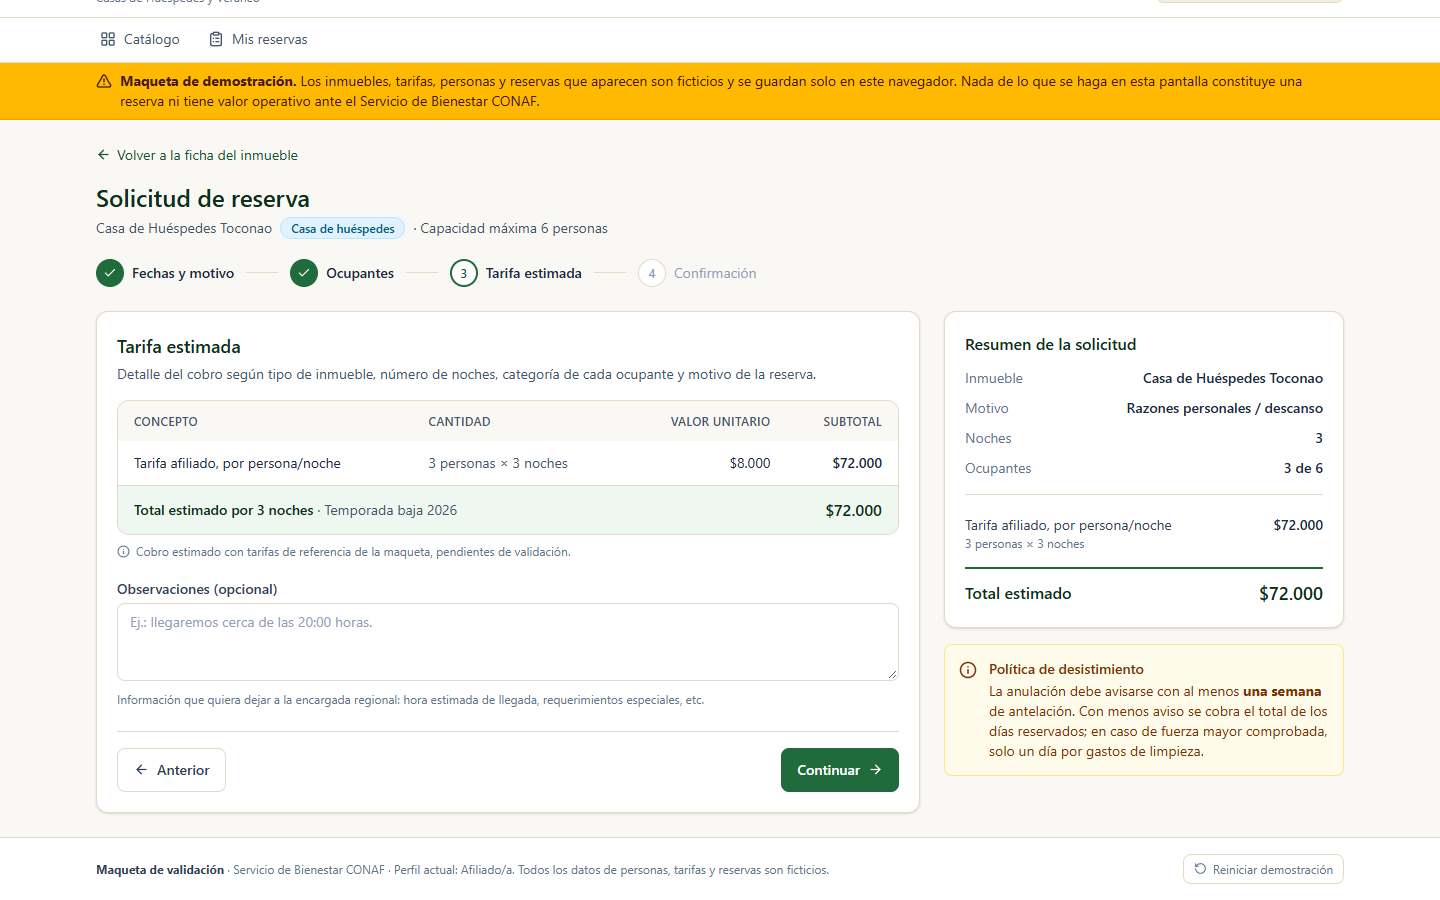 Casas de Huéspedes y Veraneo
Catálogo
Mis reservas
Maqueta de demostración. Los inmuebles, tarifas, personas y reservas que aparecen son ficticios y se guardan solo en este navegador. Nada de lo que se haga en esta pantalla constituye una
reserva ni tiene valor operativo ante el Servicio de Bienestar CONAF.
Volver a la ficha del inmueble
Solicitud de reserva
Casa de Huéspedes Toconao Casa de huéspedes · Capacidad máxima 6 personas
Fechas y motivo
Ocupantes
3 Tarifa estimada
4 Confirmación
Tarifa estimada
Detalle del cobro según tipo de inmueble, número de noches, categoría de cada ocupante y motivo de la reserva.
CONCEPTO CANTIDAD VALOR UNITARIO SUBTOTAL
Tarifa afiliado, por persona/noche 3 personas × 3 noches $8.000 $72.000
Total estimado por 3 noches · Temporada baja 2026 $72.000
Cobro estimado con tarifas de referencia de la maqueta, pendientes de validación.
Observaciones (opcional)
Ej.: llegaremos cerca de las 20:00 horas.
Información que quiera dejar a la encargada regional: hora estimada de llegada, requerimientos especiales, etc.
Anterior
Continuar
Resumen de la solicitud
Inmueble Casa de Huéspedes Toconao
Motivo Razones personales / descanso
Noches 3
Ocupantes 3 de 6
Tarifa afiliado, por persona/noche $72.000
3 personas × 3 noches
Total estimado $72.000
Política de desistimiento
La anulación debe avisarse con al menos una semana
de antelación. Con menos aviso se cobra el total de los
días reservados; en caso de fuerza mayor comprobada,
solo un día por gastos de limpieza.
Maqueta de validación · Servicio de Bienestar CONAF · Perfil actual: Afiliado/a. Todos los datos de personas, tarifas y reservas son ficticios.
Reiniciar demostración